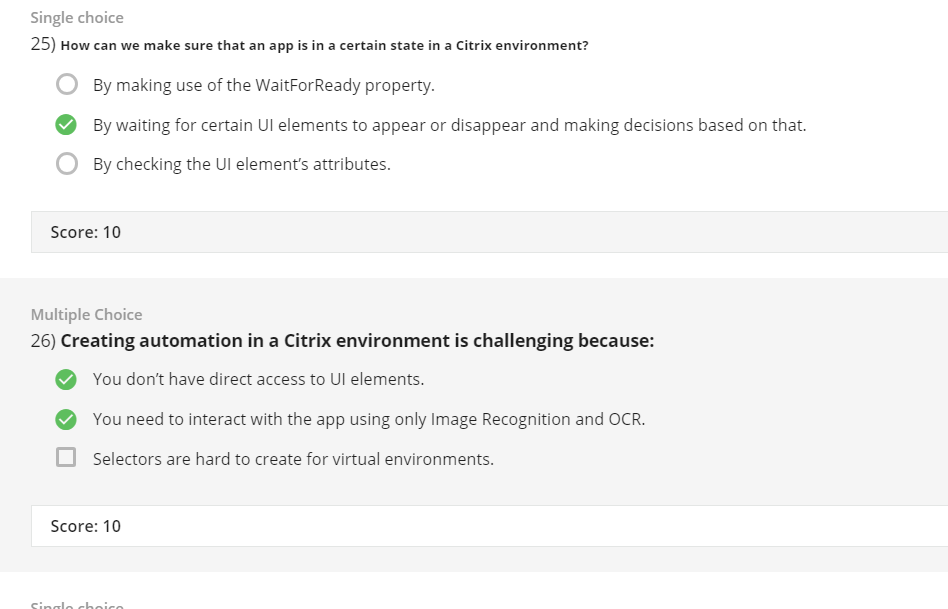 Single choice
25) How can we make sure that an app is in a certain state in a Citrix environment?
By making use of the WaitForReady property.
By waiting for certain UI elements to appear or disappear and making decisions based on that.
By checking the UI element’s attributes.
Score: 10
Multiple Choice
26) Creating automation in a Citrix environment is challenging because:
You don’t have direct access to UI elements.
You need to interact with the app using only Image Recognition and OCR.
Selectors are hard to create for virtual environments.
Score: 10
Single choice